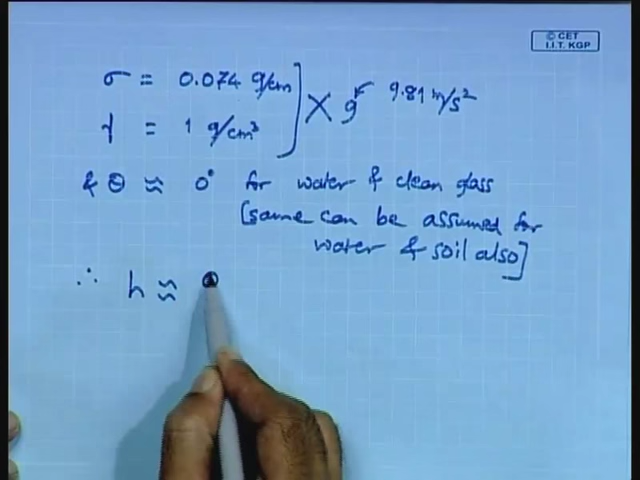 © CET
I.I.T. KGP
σ = 0.074 g/cm
γ = 1 g/cm³ ] × g 9.81 m/s²
& θ ≈ 0° for water & clean glass
[same can be assumed for
water & soil also]
∴ h ≈ 0